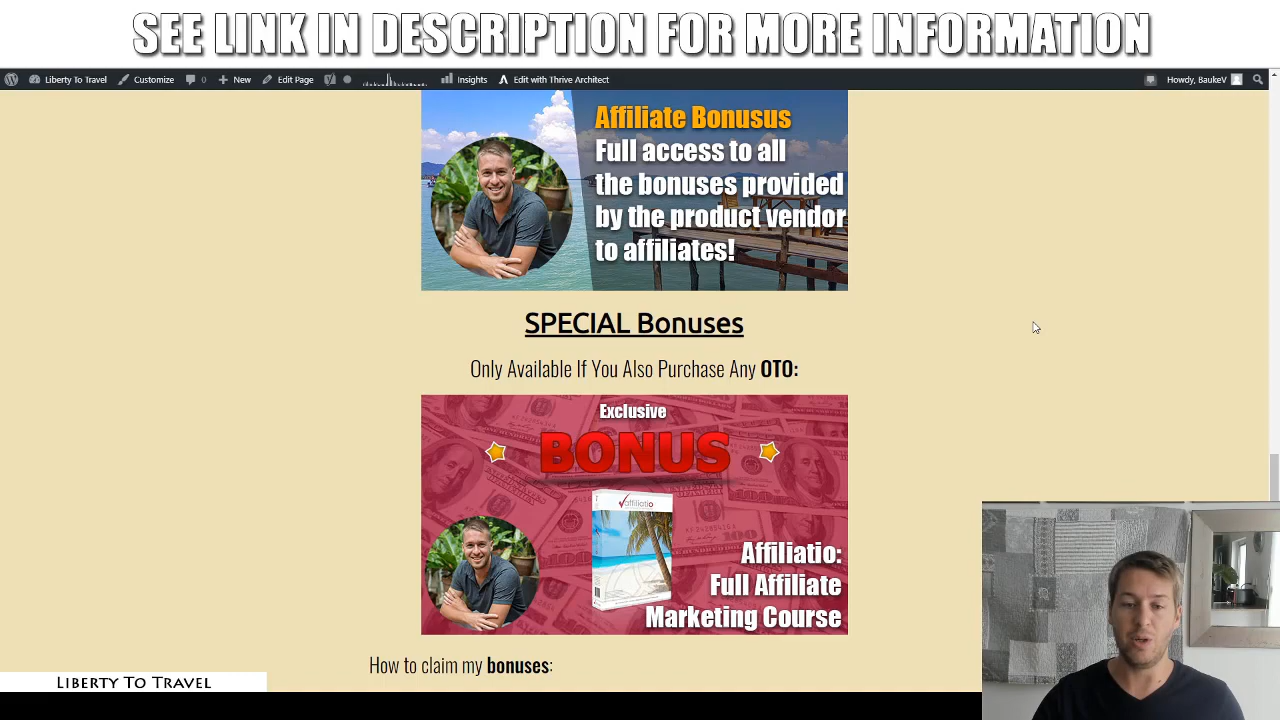 SEE LINK IN DESCRIPTION FOR MORE INFORMATION
Liberty To Travel Customize 0 New Edit Page Insights Edit with Thrive Architect Howdy, BaukeV
Affiliate Bonusus
Full access to all
the bonuses provided
by the product vendor
to affiliates!
SPECIAL Bonuses
Only Available If You Also Purchase Any OTO:
Exclusive
BONUS
affiliatio
Affiliatio:
Full Affiliate
Marketing Course
How to claim my bonuses:
LIBERTY TO TRAVEL